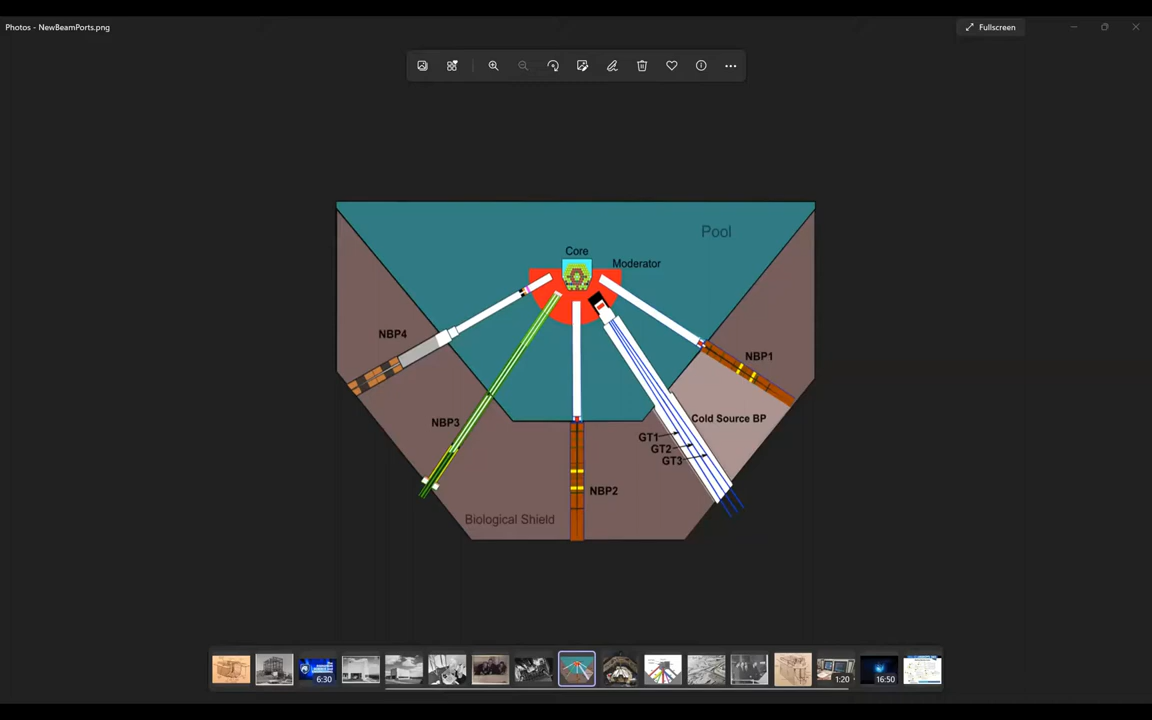 Photos - NewBeamPorts.png
Fullscreen
Pool
Core
Moderator
NBP4
NBP1
NBP3
Cold Source BP
GT1
GT2
GT3
NBP2
Biological Shield
6:30
1:20
16:50